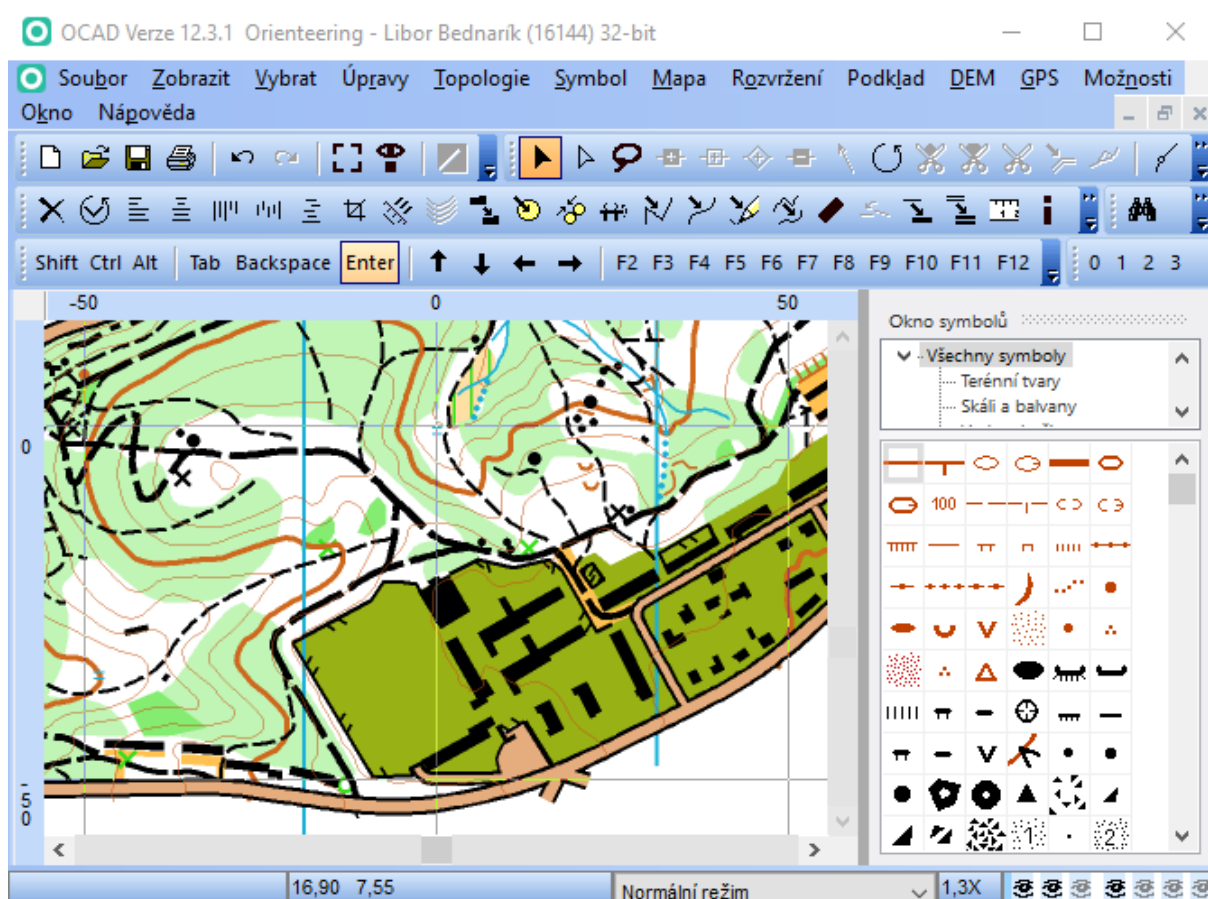 OCAD Verze 12.3.1 Orienteering - Libor Bednarík (16144) 32-bit
Soubor Zobrazit Vybrat Úpravy Topologie Symbol Mapa Rozvržení Podklad DEM GPS Možnosti
Okno Nápověda
Shift Ctrl Alt Tab Backspace Enter F2 F3 F4 F5 F6 F7 F8 F9 F10 F11 F12 0 1 2 3
-50 0 50
Okno symbolů
Všechny symboly
Terénní tvary
Skáli a balvany
0
100
-50
1 2
16,90 7,55 Normální režim 1,3X